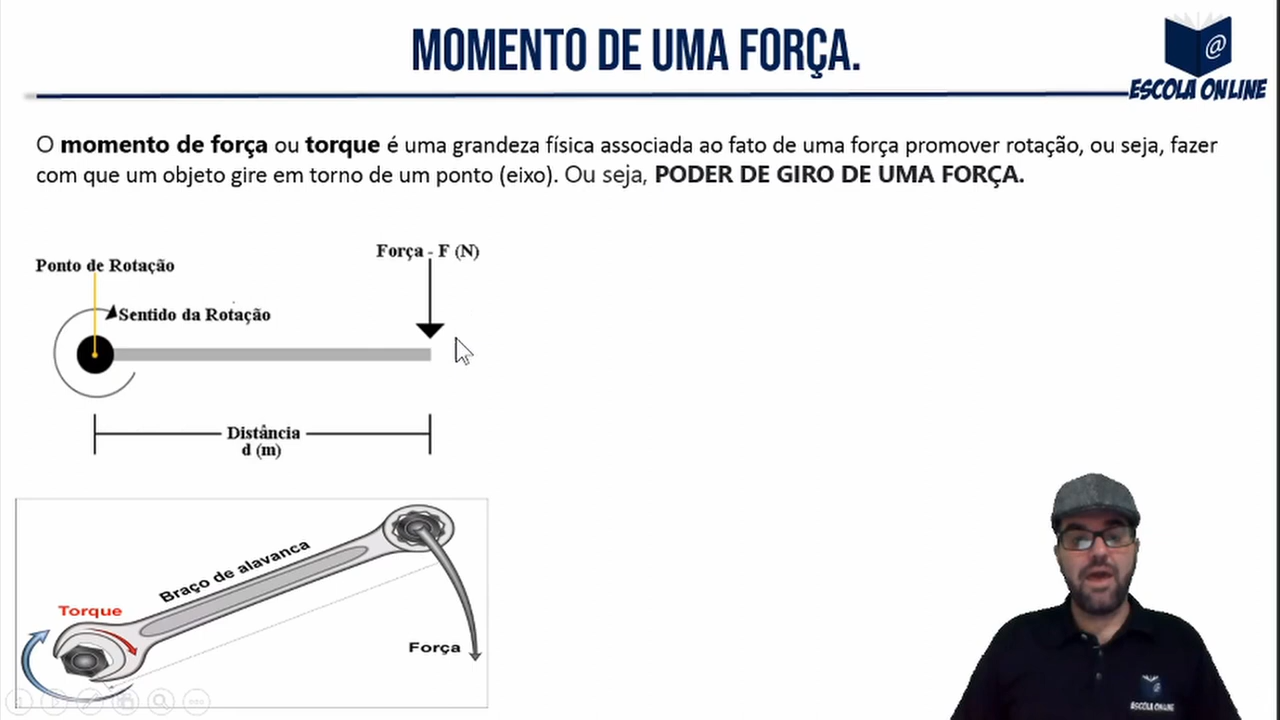 MOMENTO DE UMA FORÇA.
@
ESCOLA ONLINE
O momento de força ou torque é uma grandeza física associada ao fato de uma força promover rotação, ou seja, fazer
com que um objeto gire em torno de um ponto (eixo). Ou seja, PODER DE GIRO DE UMA FORÇA.
Força - F (N)
Ponto de Rotação
Sentido da Rotação
Distância
d (m)
Braço de alavanca
Torque
Força
ESCOLA ONLINE